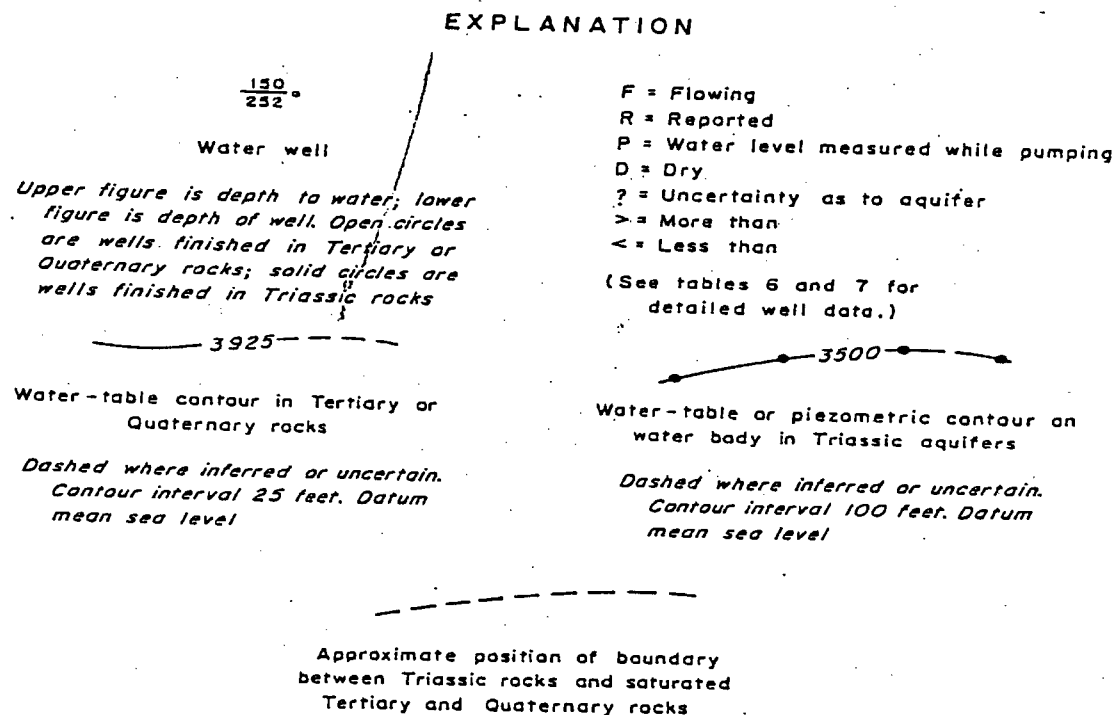 EXPLANATION
150
252
Water well
Upper figure is depth to water; lower
figure is depth of well. Open circles
are wells finished in Tertiary or
Quaternary rocks; solid circles are
wells finished in Triassic rocks
3925
Water-table contour in Tertiary or
Quaternary rocks
Dashed where inferred or uncertain.
Contour interval 25 feet. Datum
mean sea level
F = Flowing
R = Reported
P = Water level measured while pumping
D = Dry
? = Uncertainty as to aquifer
> = More than
< = Less than
(See tables 6 and 7 for
detailed well data.)
3500
Water-table or piezometric contour on
water body in Triassic aquifers
Dashed where inferred or uncertain.
Contour interval 100 feet. Datum
mean sea level
Approximate position of boundary
between Triassic rocks and saturated
Tertiary and Quaternary rocks